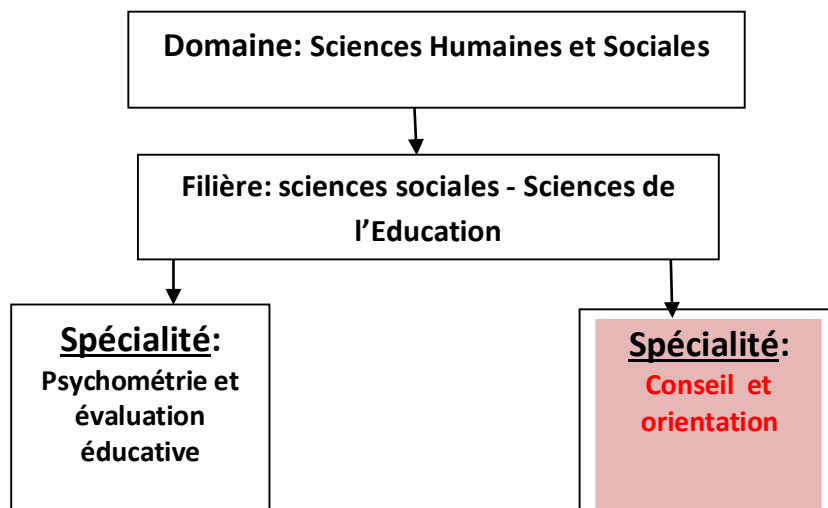 Domaine: Sciences Humaines et Sociales
Filière: sciences sociales - Sciences de
l’Education
Spécialité:
Psychométrie et
évaluation
éducative
Spécialité:
Conseil et
orientation